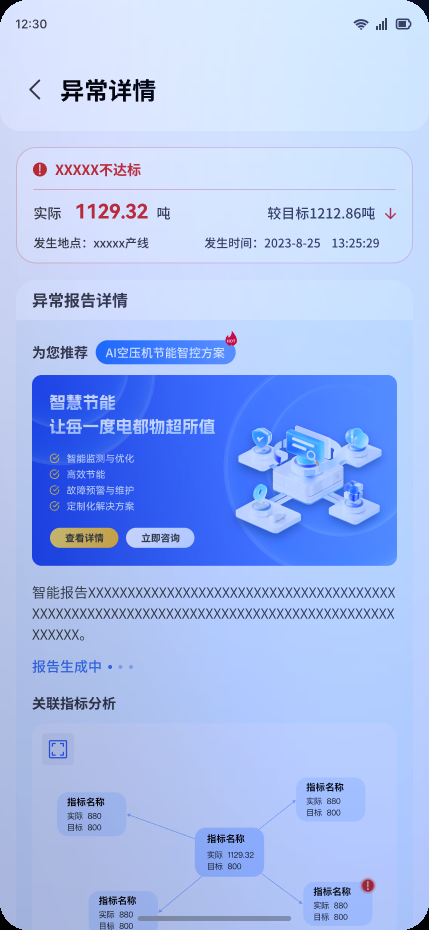 12:30
异常详情
XXXXX不达标
实际 1129.32 吨 较目标1212.86吨
发生地点：xxxxx产线 发生时间：2023-8-25 13:25:29
异常报告详情
为您推荐 AI空压机节能智控方案 HOT
智慧节能
让每一度电都物超所值
智能监测与优化
高效节能
故障预警与维护
定制化解决方案
查看详情 立即咨询
智能报告XXXXXXXXXXXXXXXXXXXXXXXXXXXXXXXXXXXXXXX
XXXXXXXXXXXXXXXXXXXXXXXXXXXXXXXXXXXXXXXXXXXXXX
XXXXXX。
报告生成中
关联指标分析
指标名称
实际 880
目标 800
指标名称
实际 880
目标 800
指标名称
实际 1129.32
目标 800
指标名称
实际 880
目标 800
指标名称
实际 880
目标 800